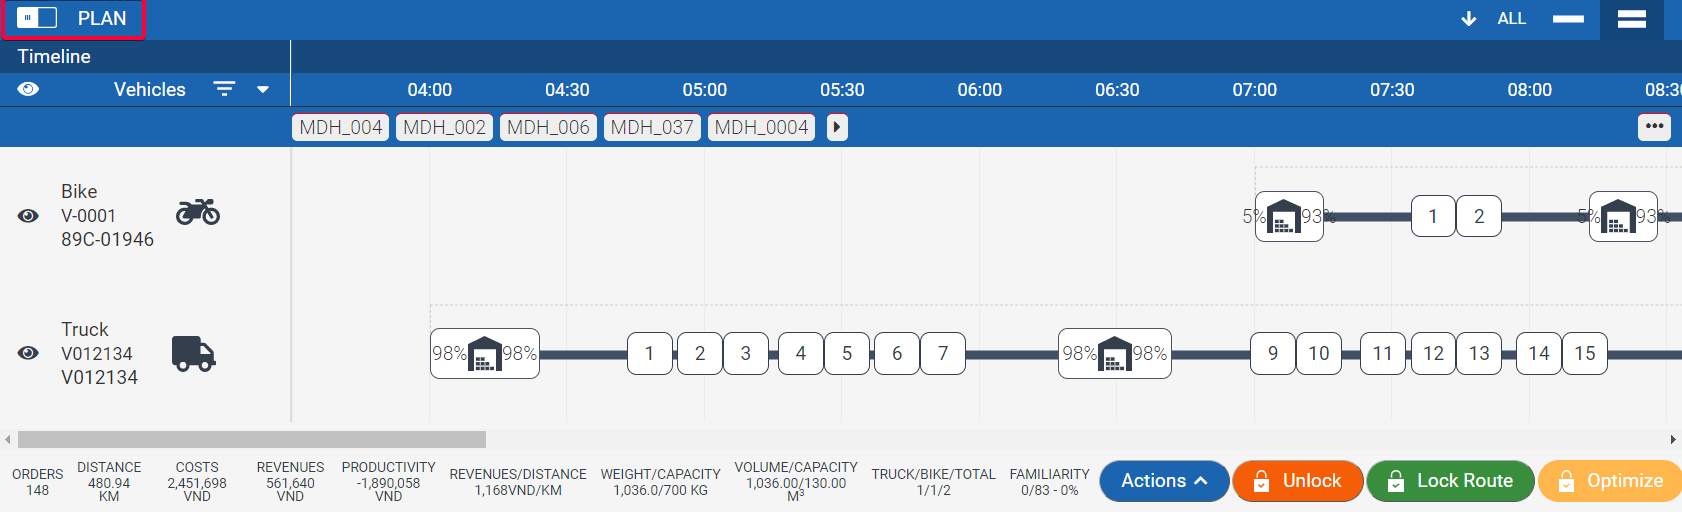 PLAN
ALL
Timeline
Vehicles
04:00 04:30 05:00 05:30 06:00 06:30 07:00 07:30 08:00 08:30
MDH_004 MDH_002 MDH_006 MDH_037 MDH_0004
Bike
V-0001
89C-01946
5% 93% 1 2 5% 93%
Truck
V012134
V012134
98% 98% 1 2 3 4 5 6 7 98% 98% 9 10 11 12 13 14 15
ORDERS
148
DISTANCE
480.94
KM
COSTS
2,451,698
VND
REVENUES
561,640
VND
PRODUCTIVITY
-1,890,058
VND
REVENUES/DISTANCE
1,168VND/KM
WEIGHT/CAPACITY
1,036.0/700 KG
VOLUME/CAPACITY
1,036.00/130.00
M³
TRUCK/BIKE/TOTAL
1/1/2
FAMILIARITY
0/83 - 0%
Actions
Unlock
Lock Route
Optimize